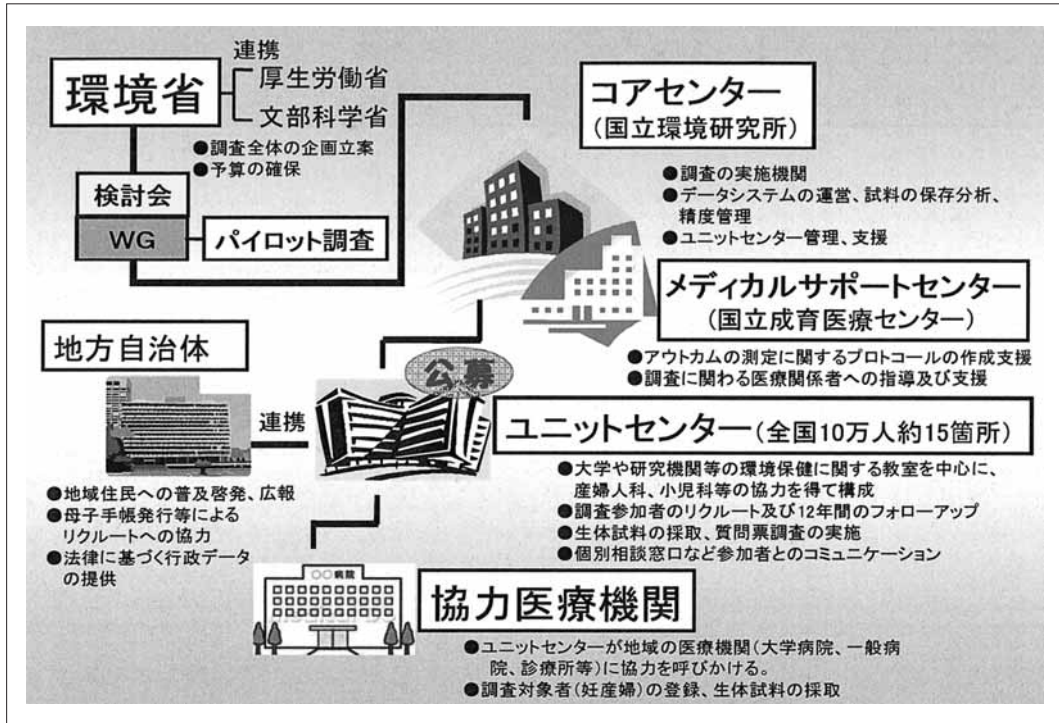 環境省
連携
厚生労働省
文部科学省
●調査全体の企画立案
●予算の確保
検討会
WG
パイロット調査
コアセンター
(国立環境研究所)
●調査の実施機関
●データシステムの運営、試料の保存分析、
精度管理
●ユニットセンター管理、支援
メディカルサポートセンター
(国立成育医療センター)
●アウトカムの測定に関するプロトコールの作成支援
●調査に関わる医療関係者への指導及び支援
地方自治体
連携
公募
●地域住民への普及啓発、広報
●母子手帳発行等による
リクルートへの協力
●法律に基づく行政データ
の提供
ユニットセンター(全国10万人約15箇所)
●大学や研究機関等の環境保健に関する教室を中心に、
産婦人科、小児科等の協力を得て構成
●調査参加者のリクルート及び12年間のフォローアップ
●生体試料の採取、質問票調査の実施
●個別相談窓口など参加者とのコミュニケーション
○○病院
協力医療機関
●ユニットセンターが地域の医療機関(大学病院、一般病
院、診療所等)に協力を呼びかける。
●調査対象者(妊産婦)の登録、生体試料の採取